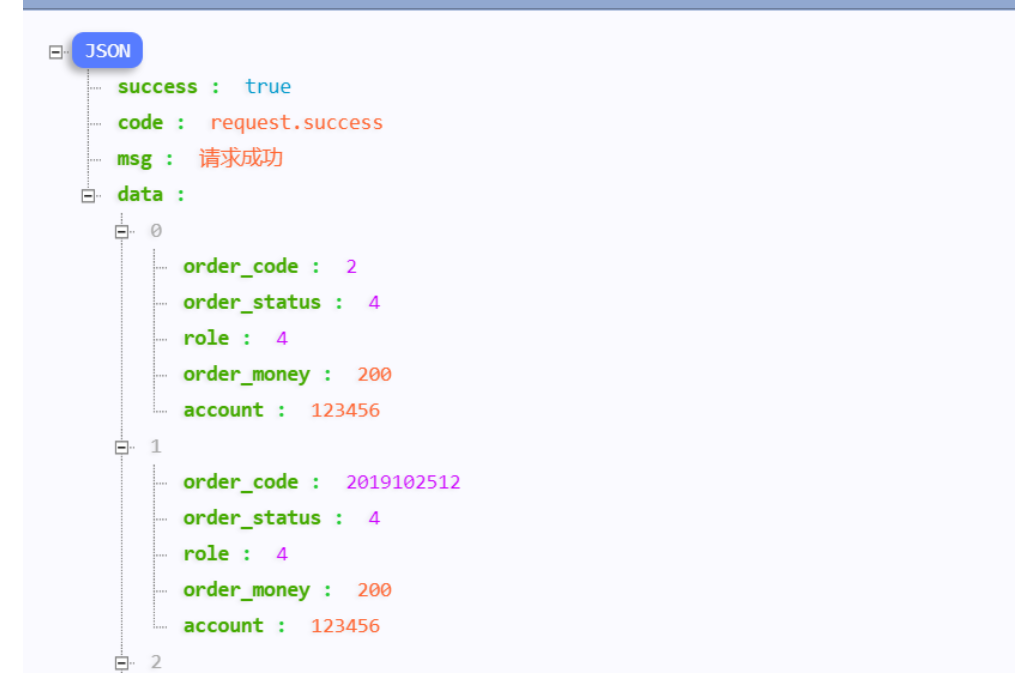 JSON
success : true
code : request.success
msg : 请求成功
data :
0
order_code : 2
order_status : 4
role : 4
order_money : 200
account : 123456
1
order_code : 2019102512
order_status : 4
role : 4
order_money : 200
account : 123456
2